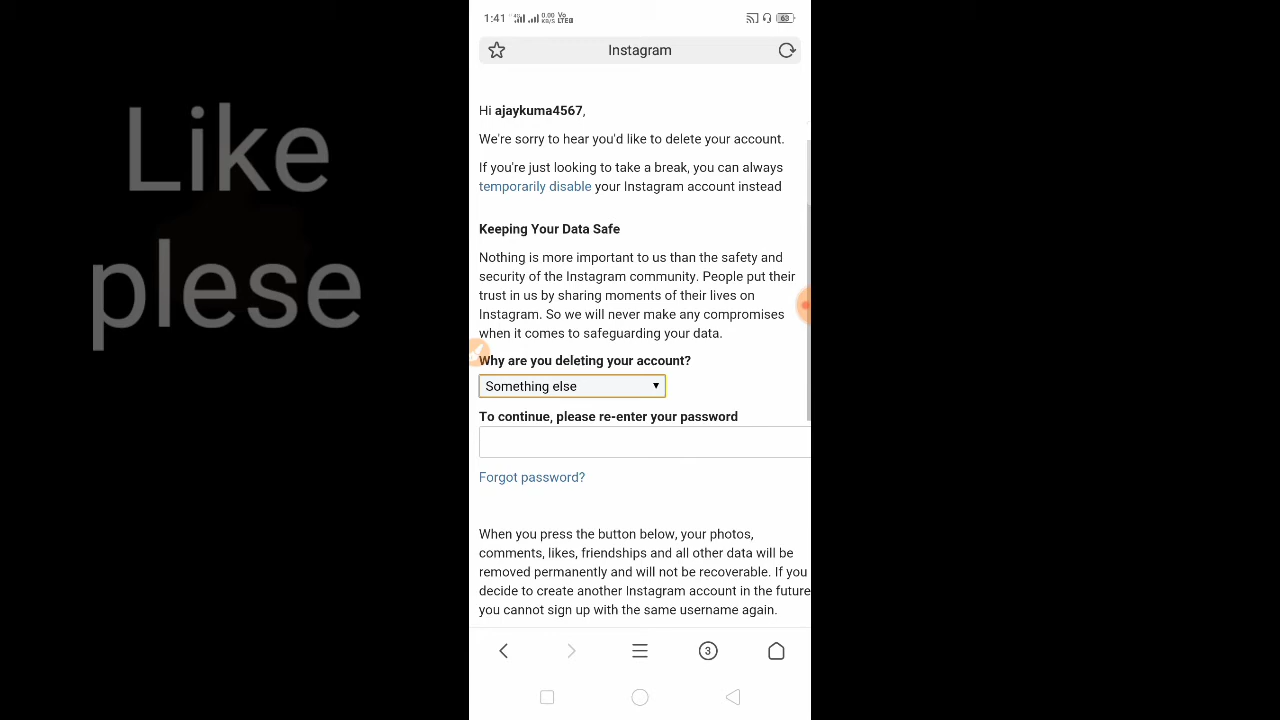 Like
plese
1:41 0.00 KB/S Vo LTE 63
Instagram
Hi ajaykuma4567,
We're sorry to hear you'd like to delete your account.
If you're just looking to take a break, you can always
temporarily disable your Instagram account instead
Keeping Your Data Safe
Nothing is more important to us than the safety and
security of the Instagram community. People put their
trust in us by sharing moments of their lives on
Instagram. So we will never make any compromises
when it comes to safeguarding your data.
Why are you deleting your account?
Something else
To continue, please re-enter your password
Forgot password?
When you press the button below, your photos,
comments, likes, friendships and all other data will be
removed permanently and will not be recoverable. If you
decide to create another Instagram account in the future
you cannot sign up with the same username again.
3